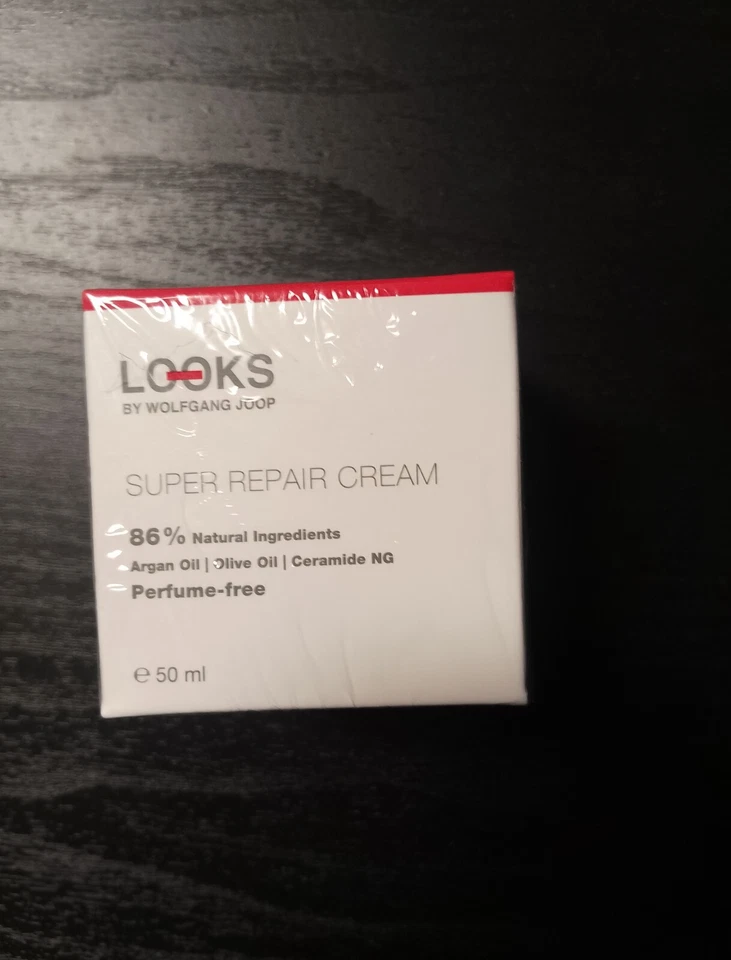 LOOKS
BY WOLFGANG JOOP
SUPER REPAIR CREAM
86% Natural Ingredients
Argan Oil | Olive Oil | Ceramide NG
Perfume-free
℮ 50 ml